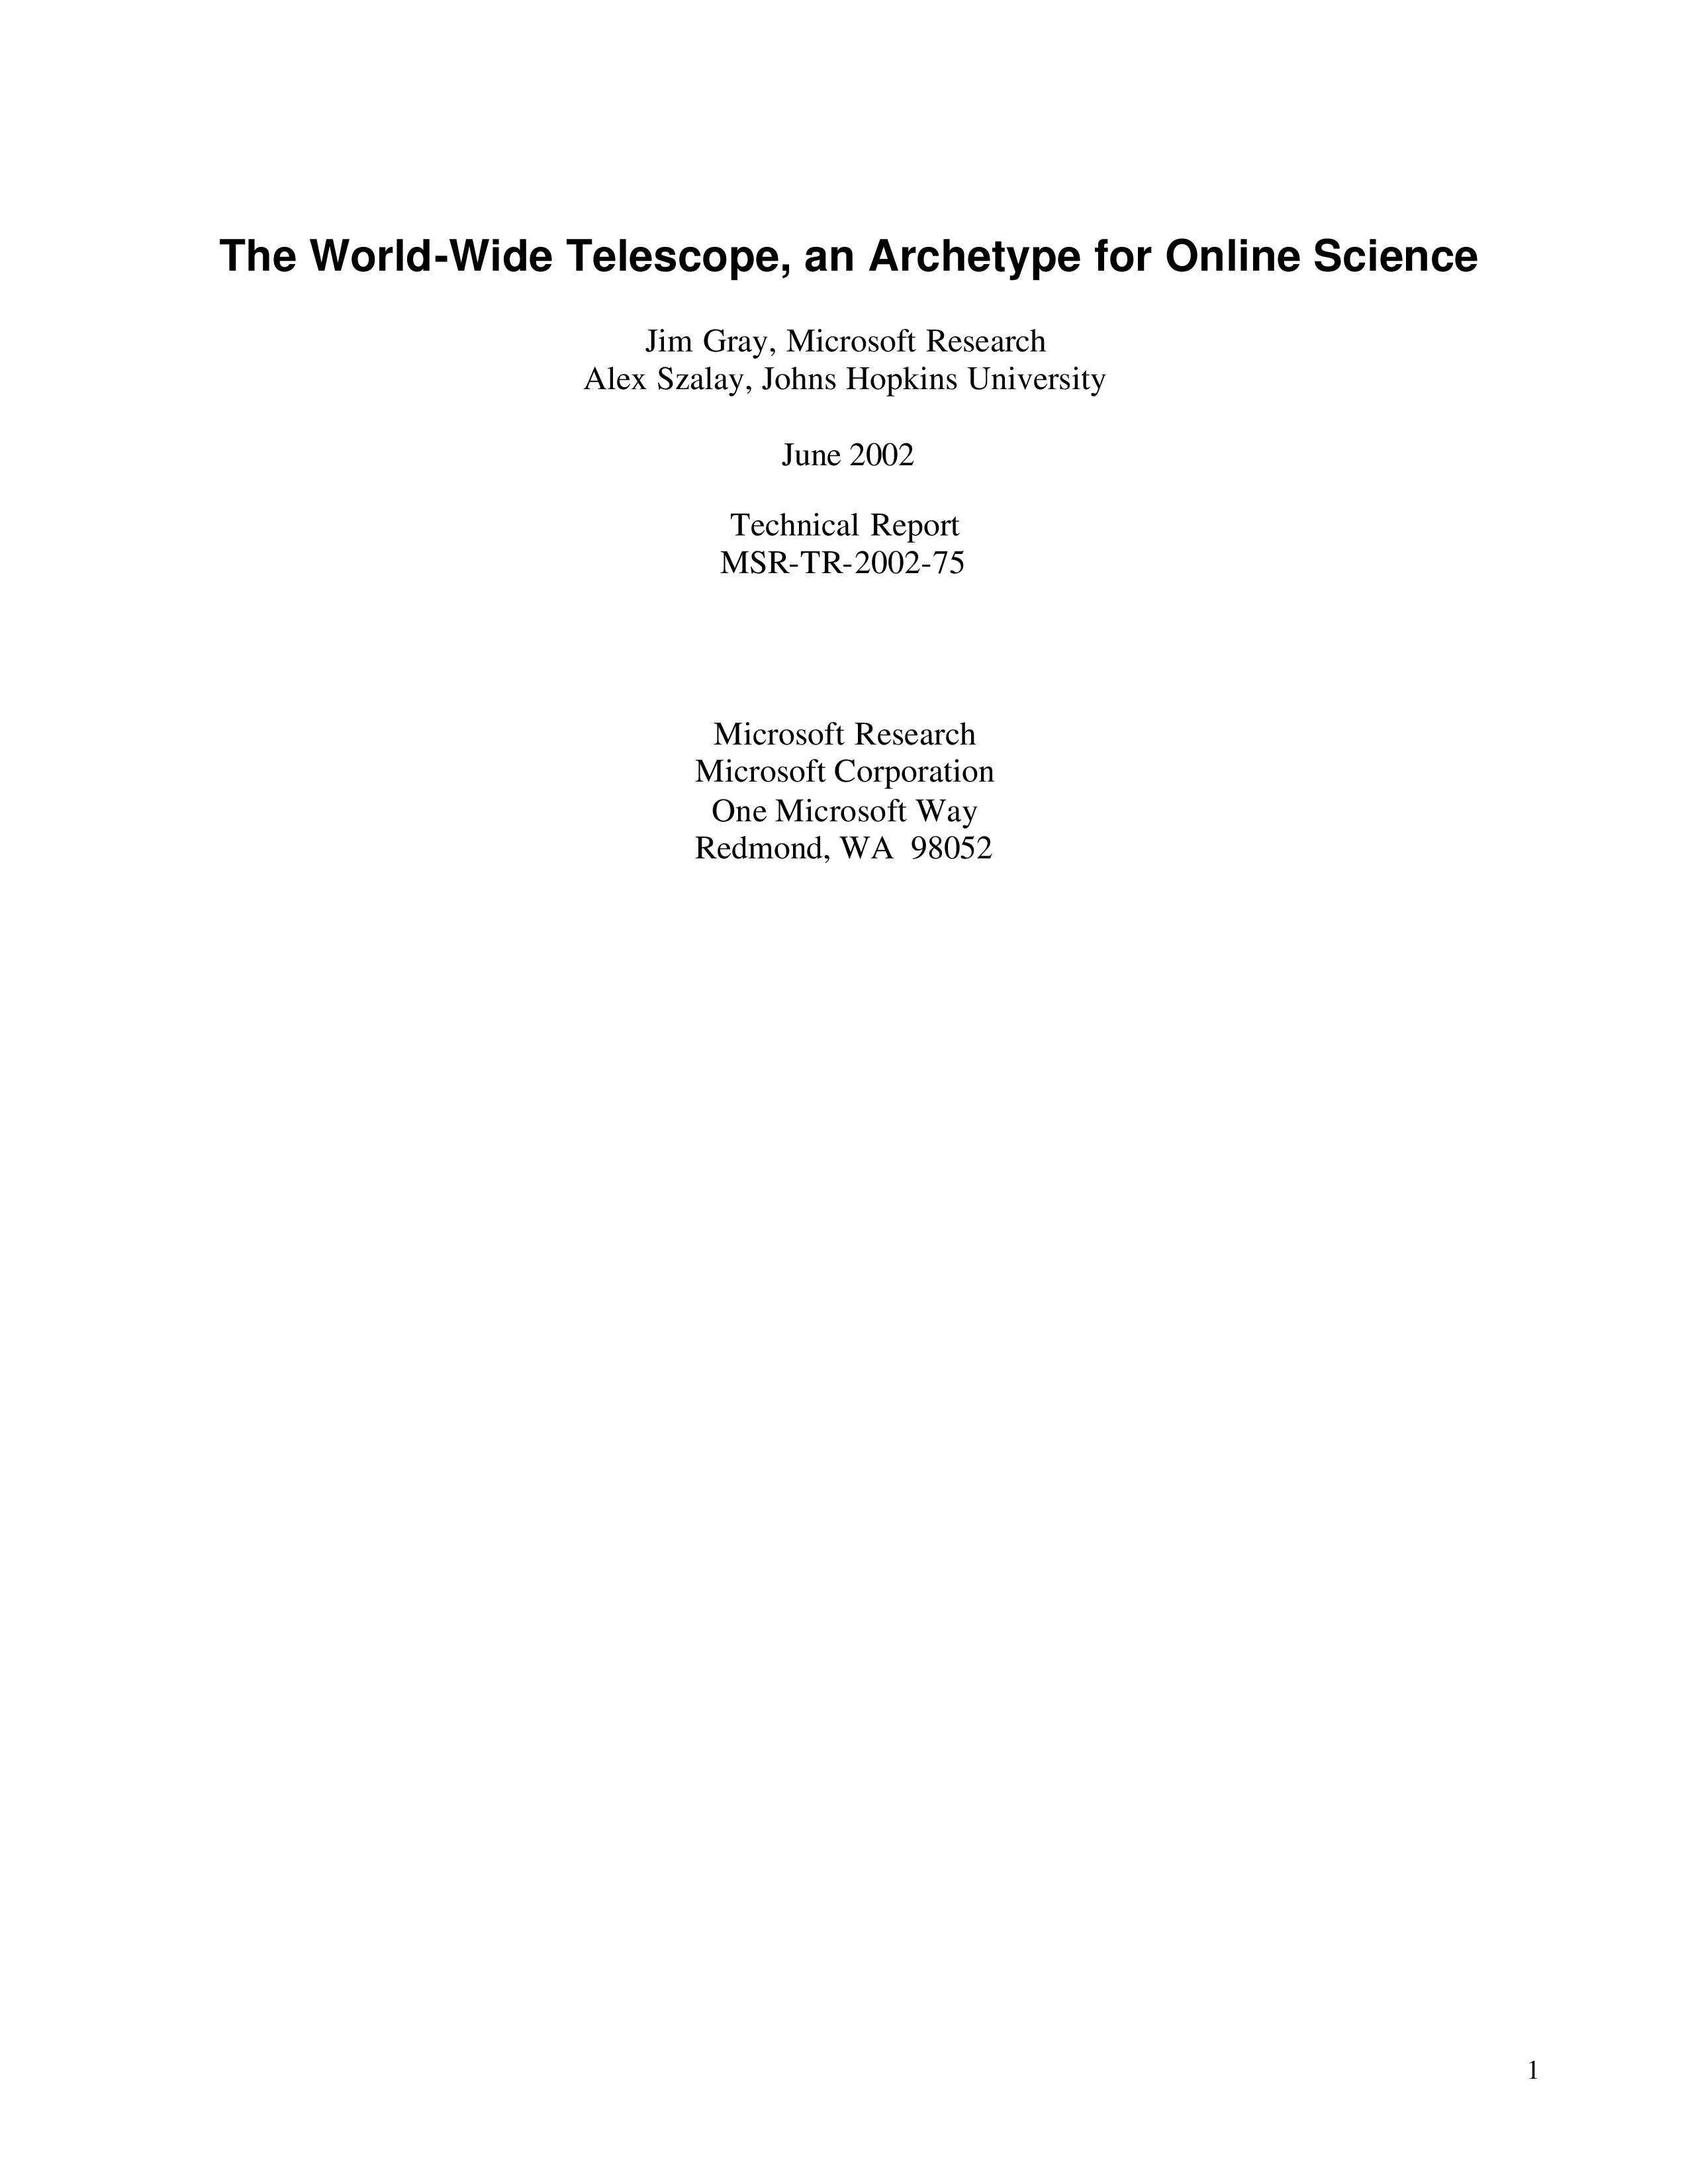 The World-Wide Telescope, an Archetype for Online Science
Jim Gray, Microsoft Research
Alex Szalay, Johns Hopkins University
June 2002
Technical Report
MSR-TR-2002-75
Microsoft Research
Microsoft Corporation
One Microsoft Way
Redmond, WA  98052
1